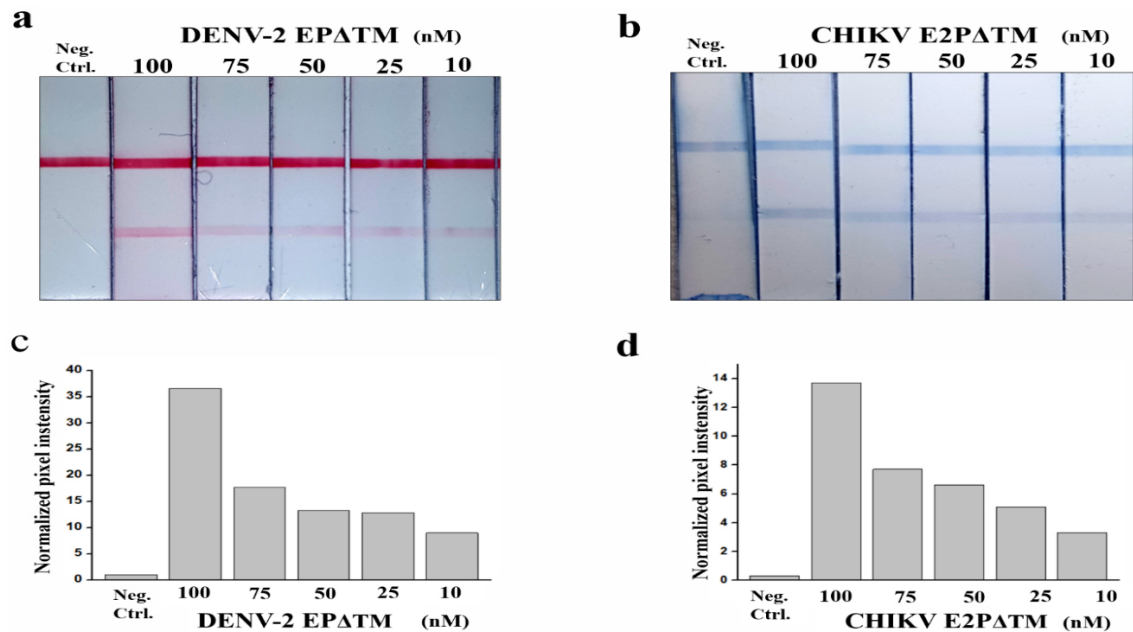 a
DENV-2 EPΔTM (nM)
Neg.
Ctrl.
100 75 50 25 10
b
CHIKV E2PΔTM (nM)
Neg.
Ctrl.
100 75 50 25 10
c
Normalized pixel instensity
40
35
30
25
20
15
10
5
0
Neg.
Ctrl.
100 75 50 25 10
DENV-2 EPΔTM (nM)
d
Normalized pixel instensity
14
12
10
8
6
4
2
0
Neg.
Ctrl.
100 75 50 25 10
CHIKV E2PΔTM (nM)